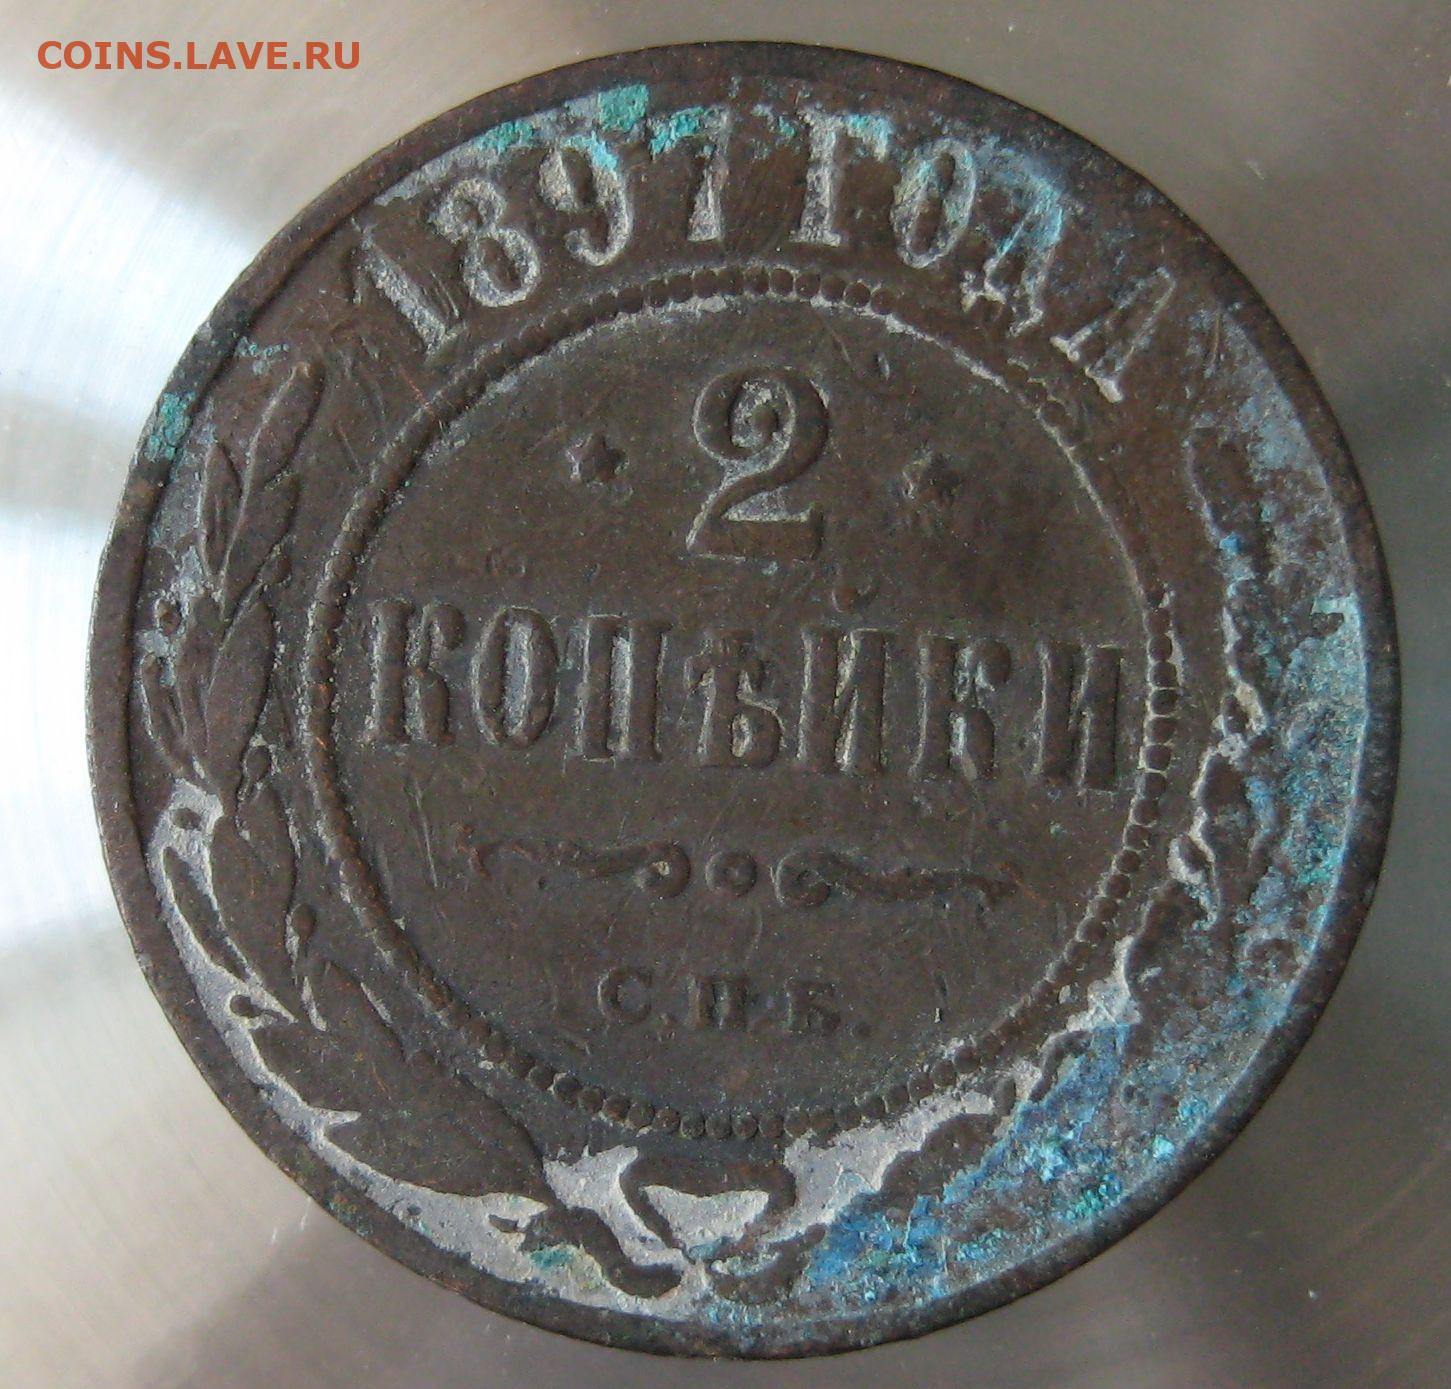 COINS.LAVE.RU
1897 ГОДА
2
КОПѢЙКИ
С.П.Б.